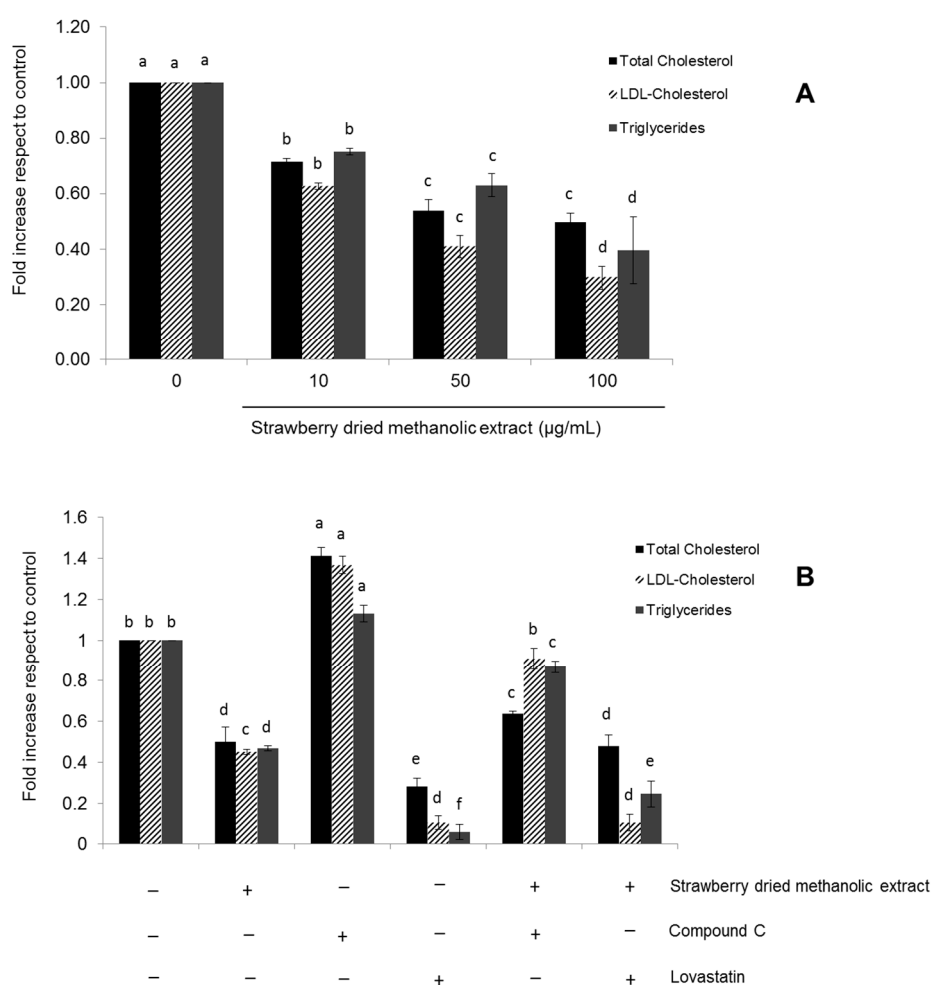 1.20
1.00
0.80
0.60
0.40
0.20
0.00
Fold increase respect to control
a a a
b b b
c c c
c d d
Total Cholesterol
LDL-Cholesterol
Triglycerides
A
0 10 50 100
Strawberry dried methanolic extract (µg/mL)
1.6
1.4
1.2
1
0.8
0.6
0.4
0.2
0
Fold increase respect to control
b b b
d c d
a a a
e d f
c b c
d d e
Total Cholesterol
LDL-Cholesterol
Triglycerides
B
– + – – + + Strawberry dried methanolic extract
– – + – + – Compound C
– – – + – + Lovastatin